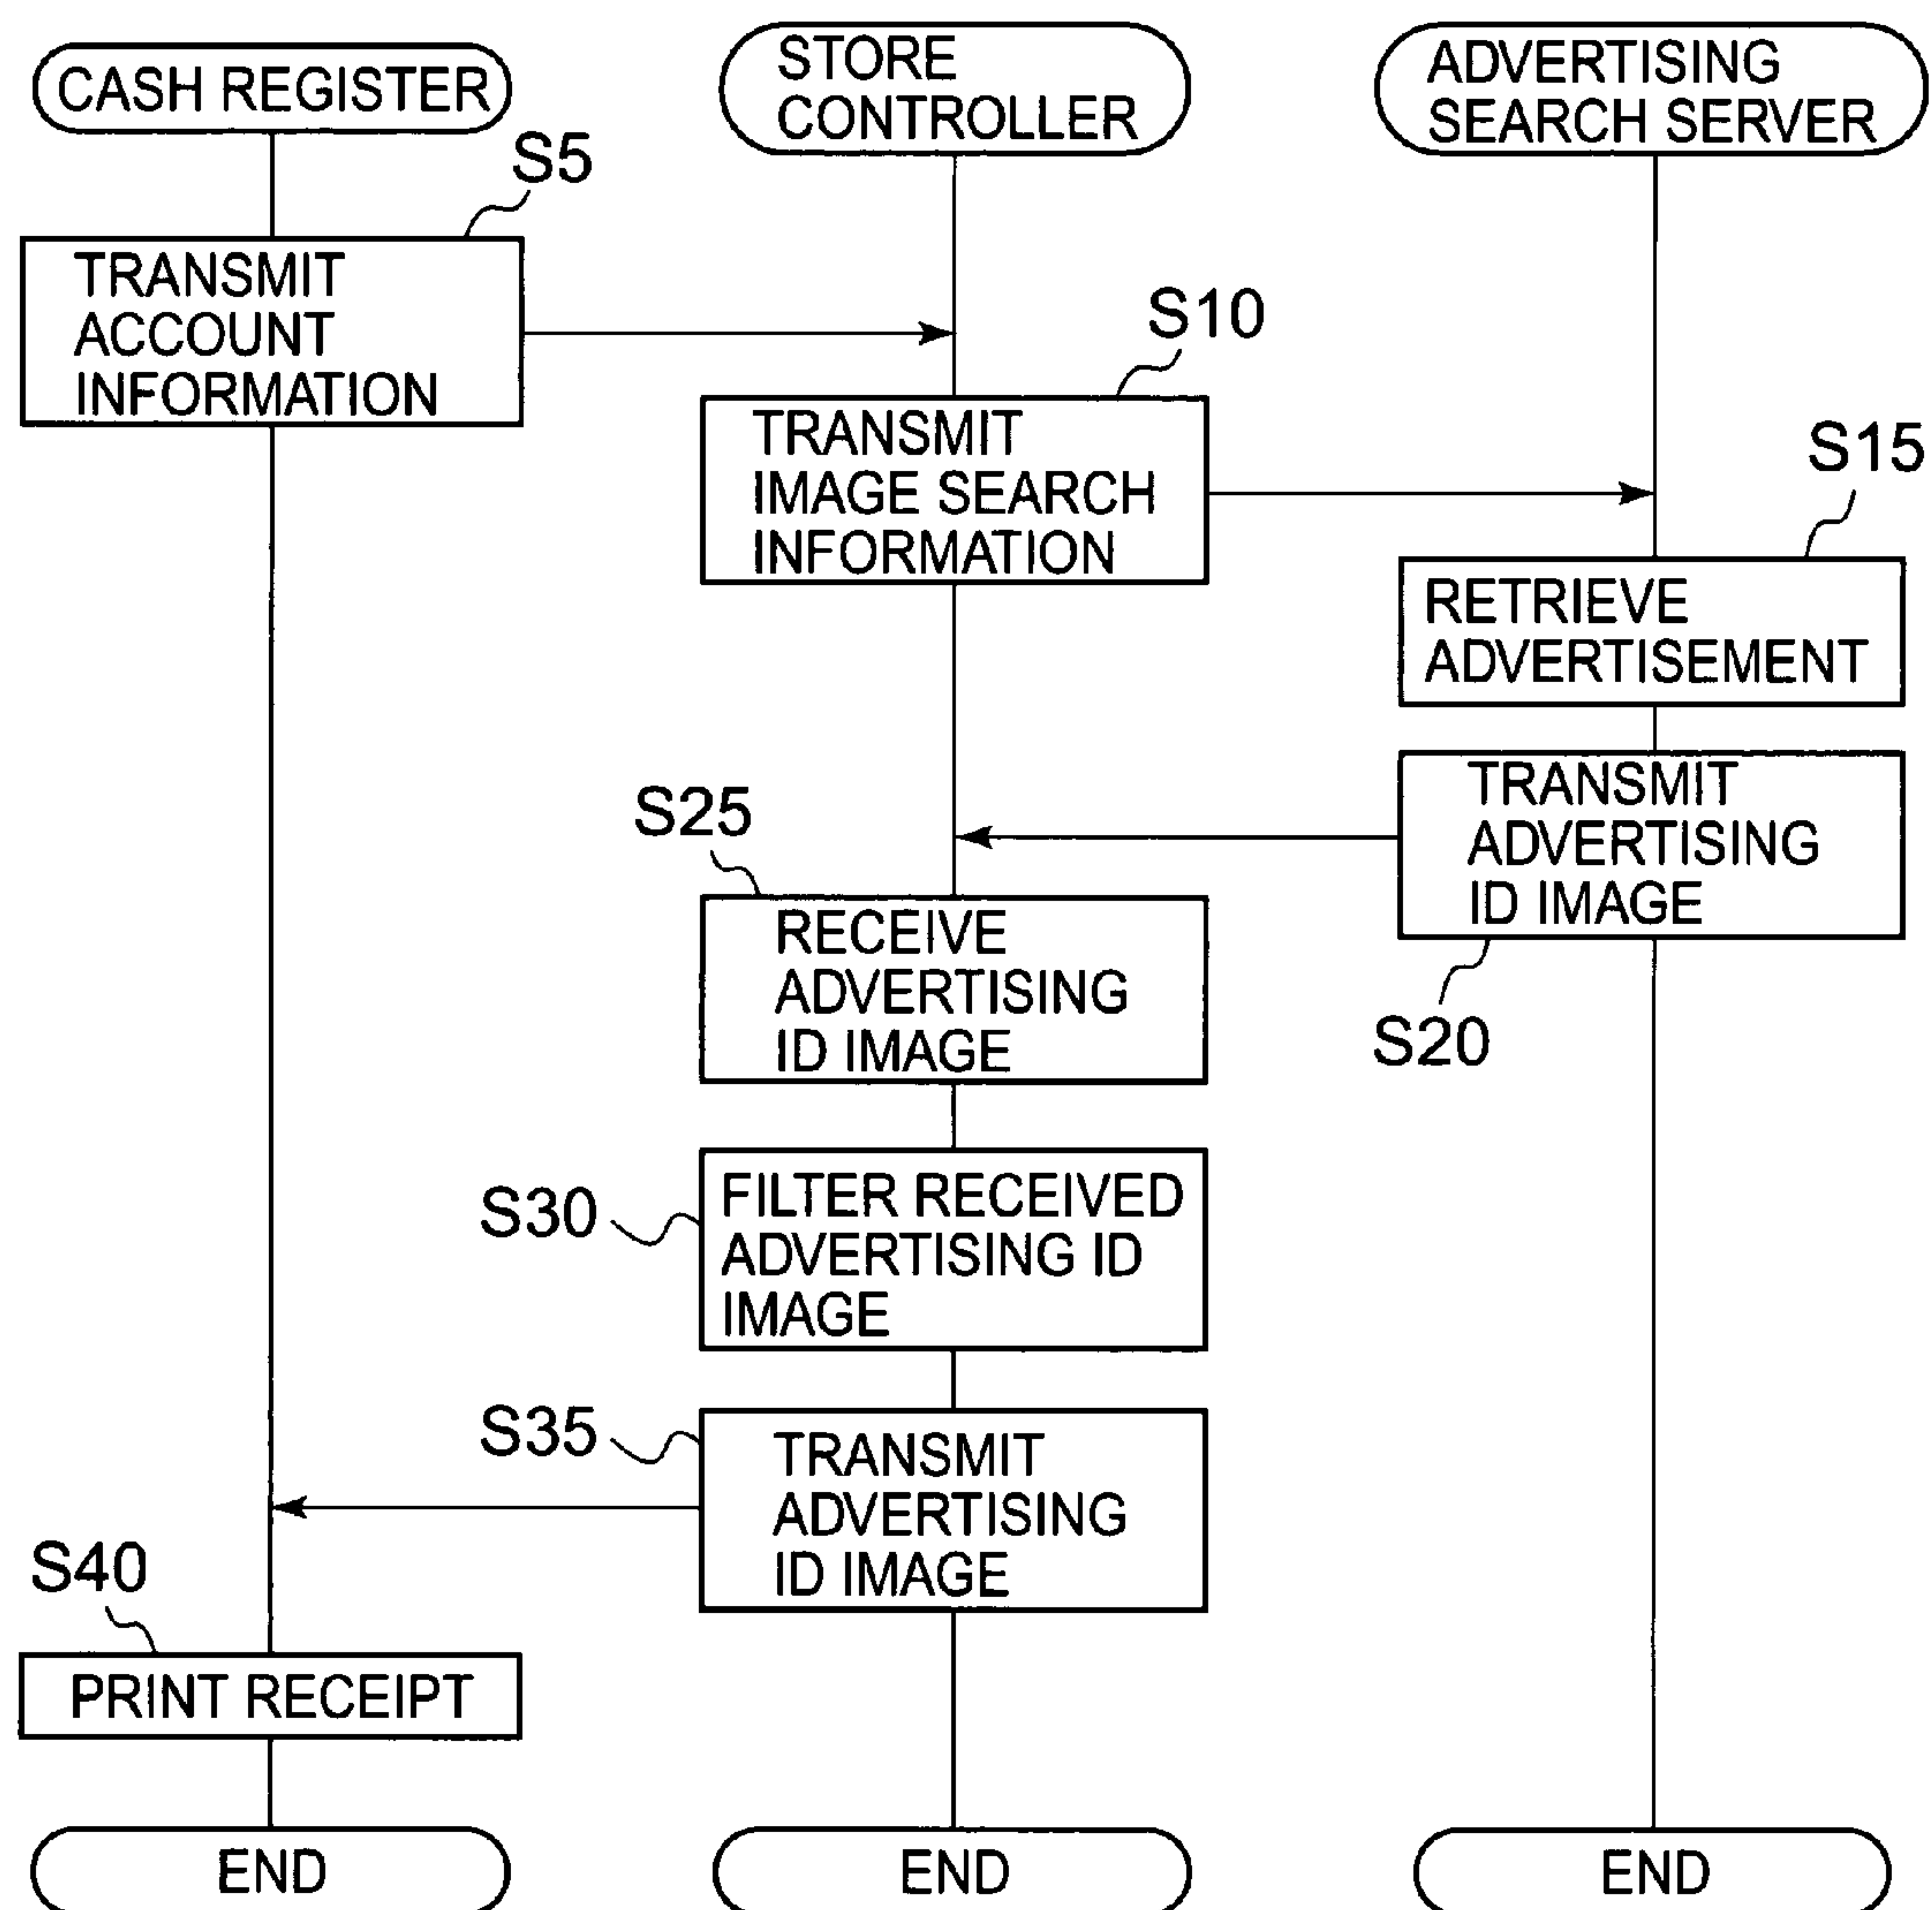 CASH REGISTER
STORE
CONTROLLER
ADVERTISING
SEARCH SERVER
S5
TRANSMIT
ACCOUNT
INFORMATION
S10
TRANSMIT
IMAGE SEARCH
INFORMATION
S15
RETRIEVE
ADVERTISEMENT
TRANSMIT
ADVERTISING
ID IMAGE
S20
S25
RECEIVE
ADVERTISING
ID IMAGE
S30
FILTER RECEIVED
ADVERTISING ID
IMAGE
S35
TRANSMIT
ADVERTISING
ID IMAGE
S40
PRINT RECEIPT
END
END
END